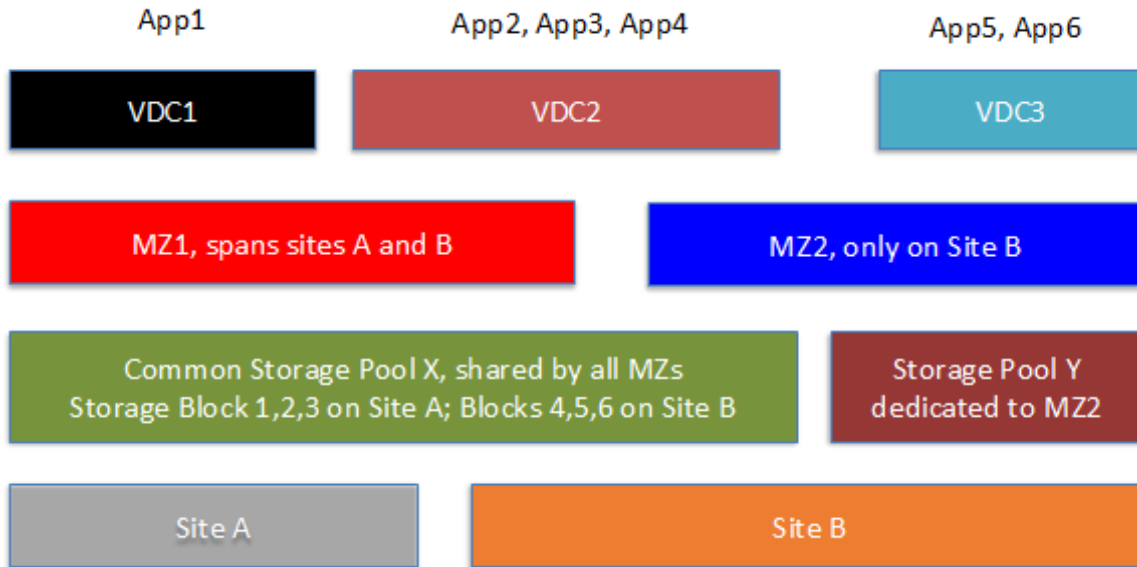 App1
App2, App3, App4
App5, App6
VDC1
VDC2
VDC3
MZ1, spans sites A and B
MZ2, only on Site B
Common Storage Pool X, shared by all MZs
Storage Block 1,2,3 on Site A; Blocks 4,5,6 on Site B
Storage Pool Y
dedicated to MZ2
Site A
Site B